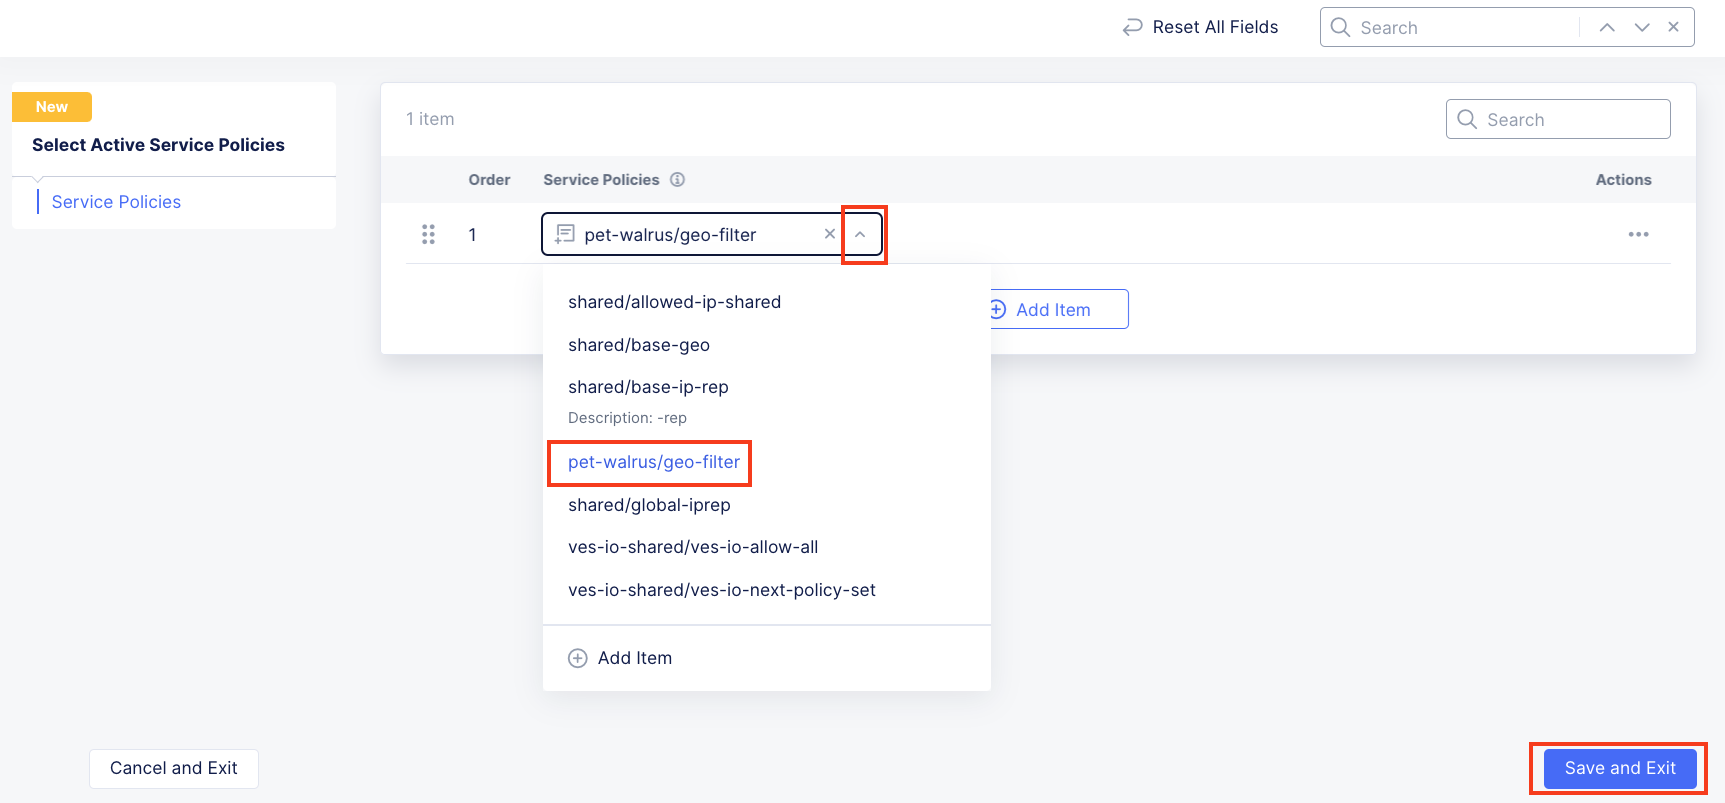 Reset All Fields
Search
New
Select Active Service Policies
Service Policies
1 item
Search
Order Service Policies Actions
1 pet-walrus/geo-filter
shared/allowed-ip-shared
shared/base-geo
shared/base-ip-rep
Description: -rep
pet-walrus/geo-filter
shared/global-iprep
ves-io-shared/ves-io-allow-all
ves-io-shared/ves-io-next-policy-set
Add Item
Add Item
Cancel and Exit
Save and Exit